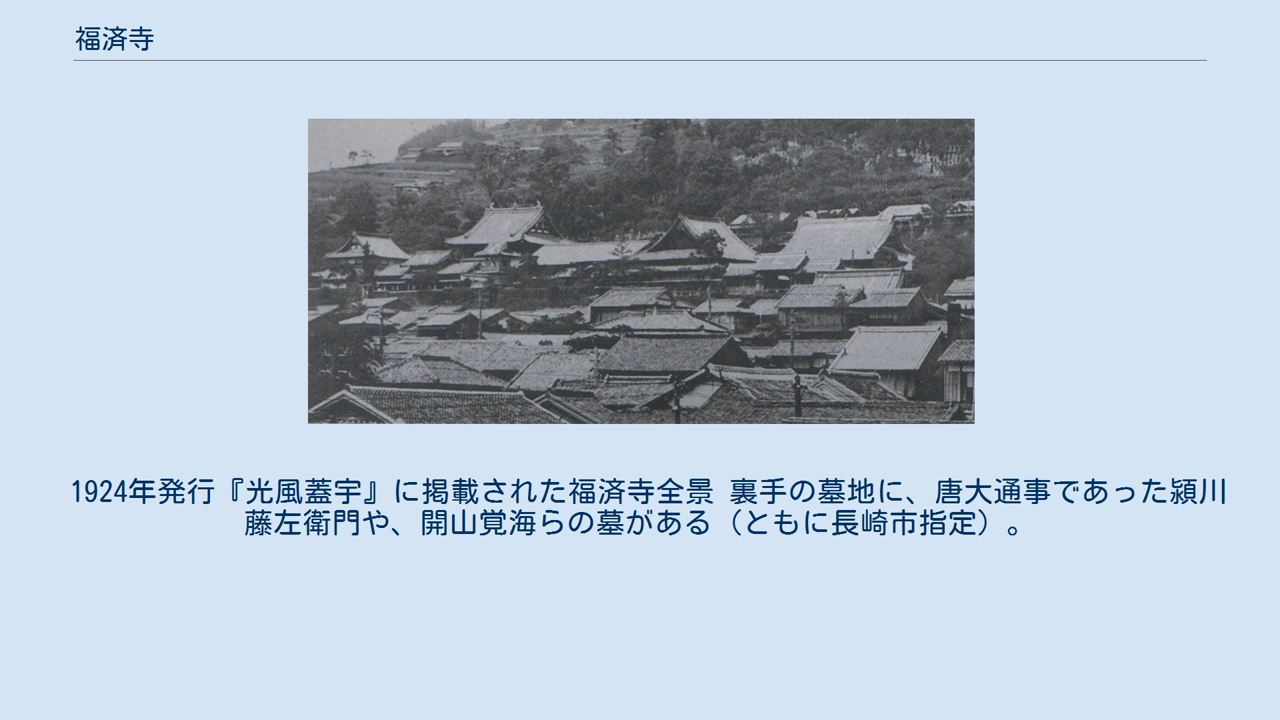 福済寺
1924年発行『光風蓋宇』に掲載された福済寺全景 裏手の墓地に、唐大通事であった潁川
藤左衛門や、開山覚海らの墓がある（ともに長崎市指定）。